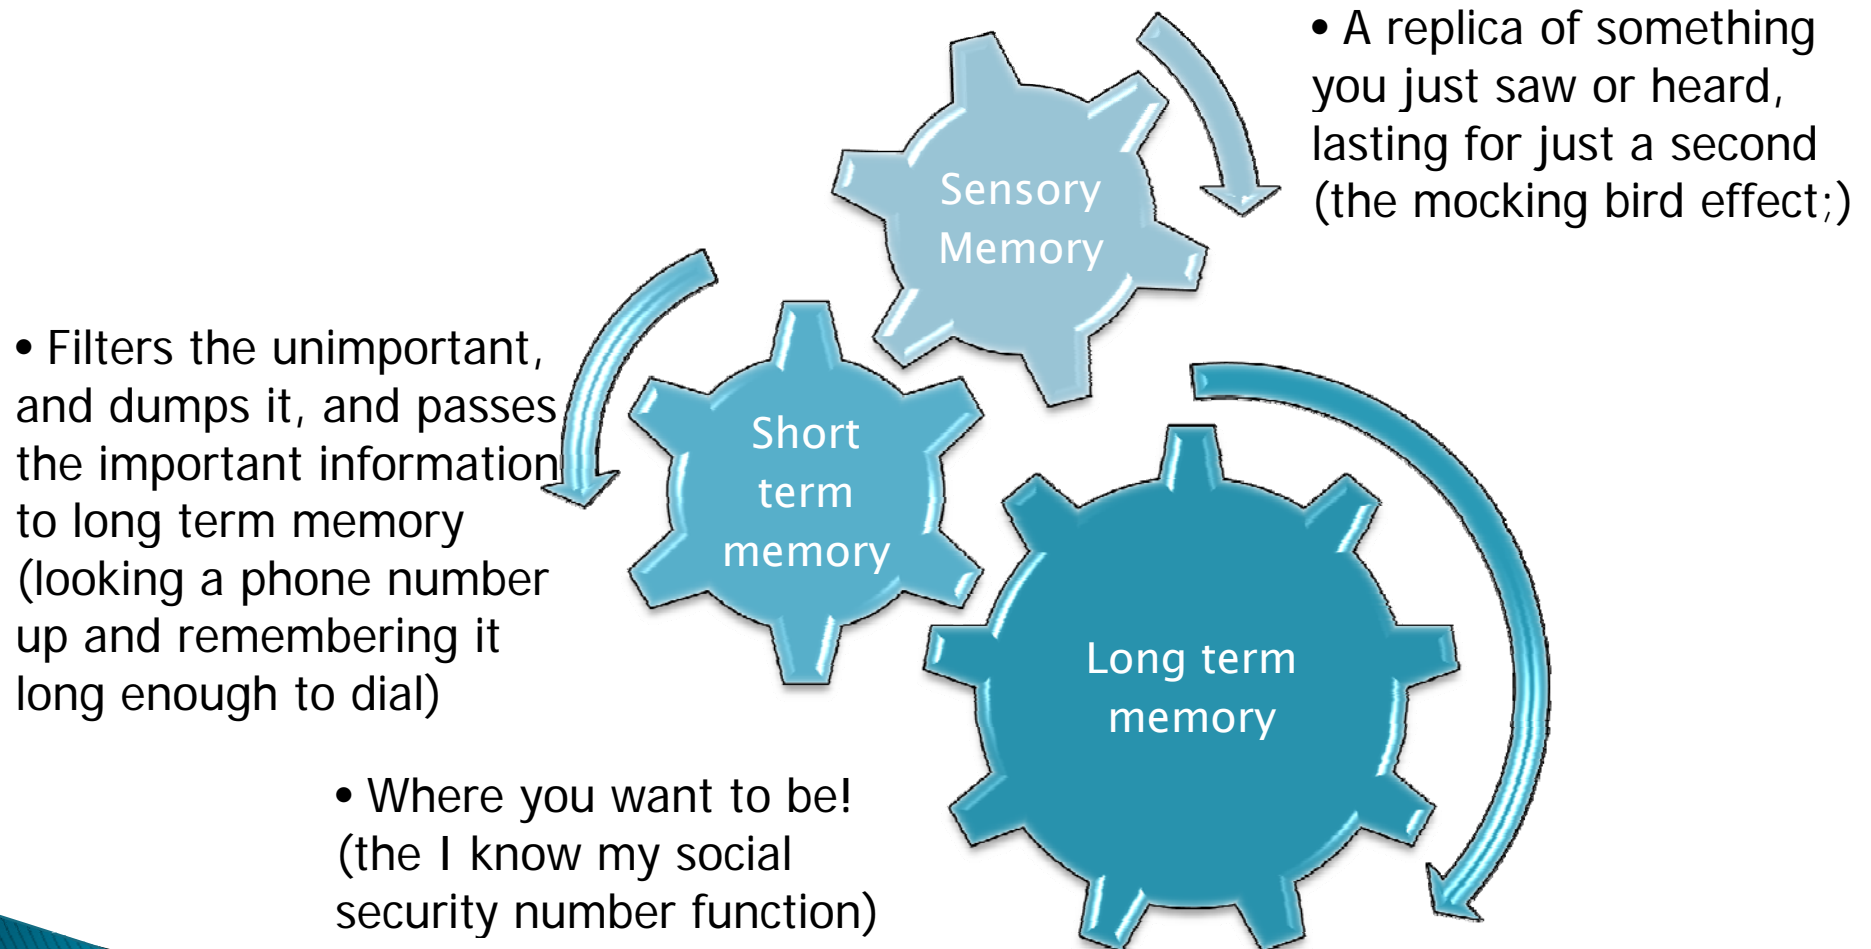 • A replica of something
you just saw or heard,
lasting for just a second
(the mocking bird effect;)
Sensory
Memory
• Filters the unimportant,
and dumps it, and passes
the important information
to long term memory
(looking a phone number
up and remembering it
long enough to dial)
Short
term
memory
Long term
memory
• Where you want to be!
(the I know my social
security number function)